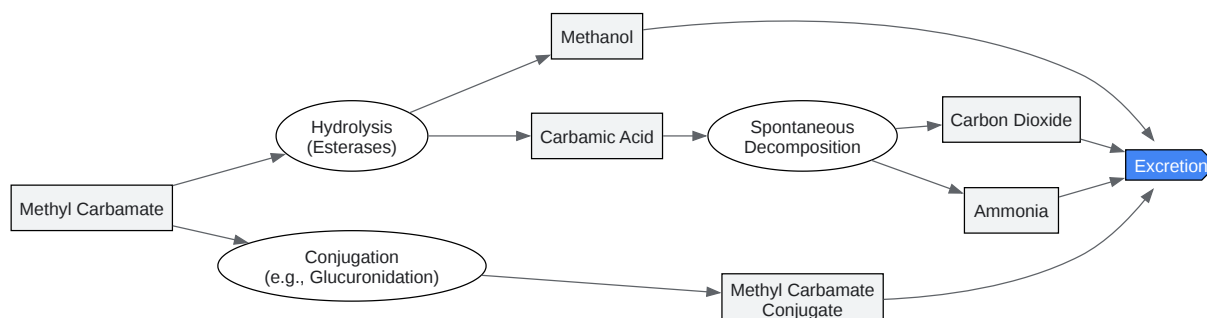 Methanol
Hydrolysis
(Esterases)
Carbamic Acid
Spontaneous
Decomposition
Carbon Dioxide
Excretion
Methyl Carbamate
Ammonia
Conjugation
(e.g., Glucuronidation)
Methyl Carbamate
Conjugate